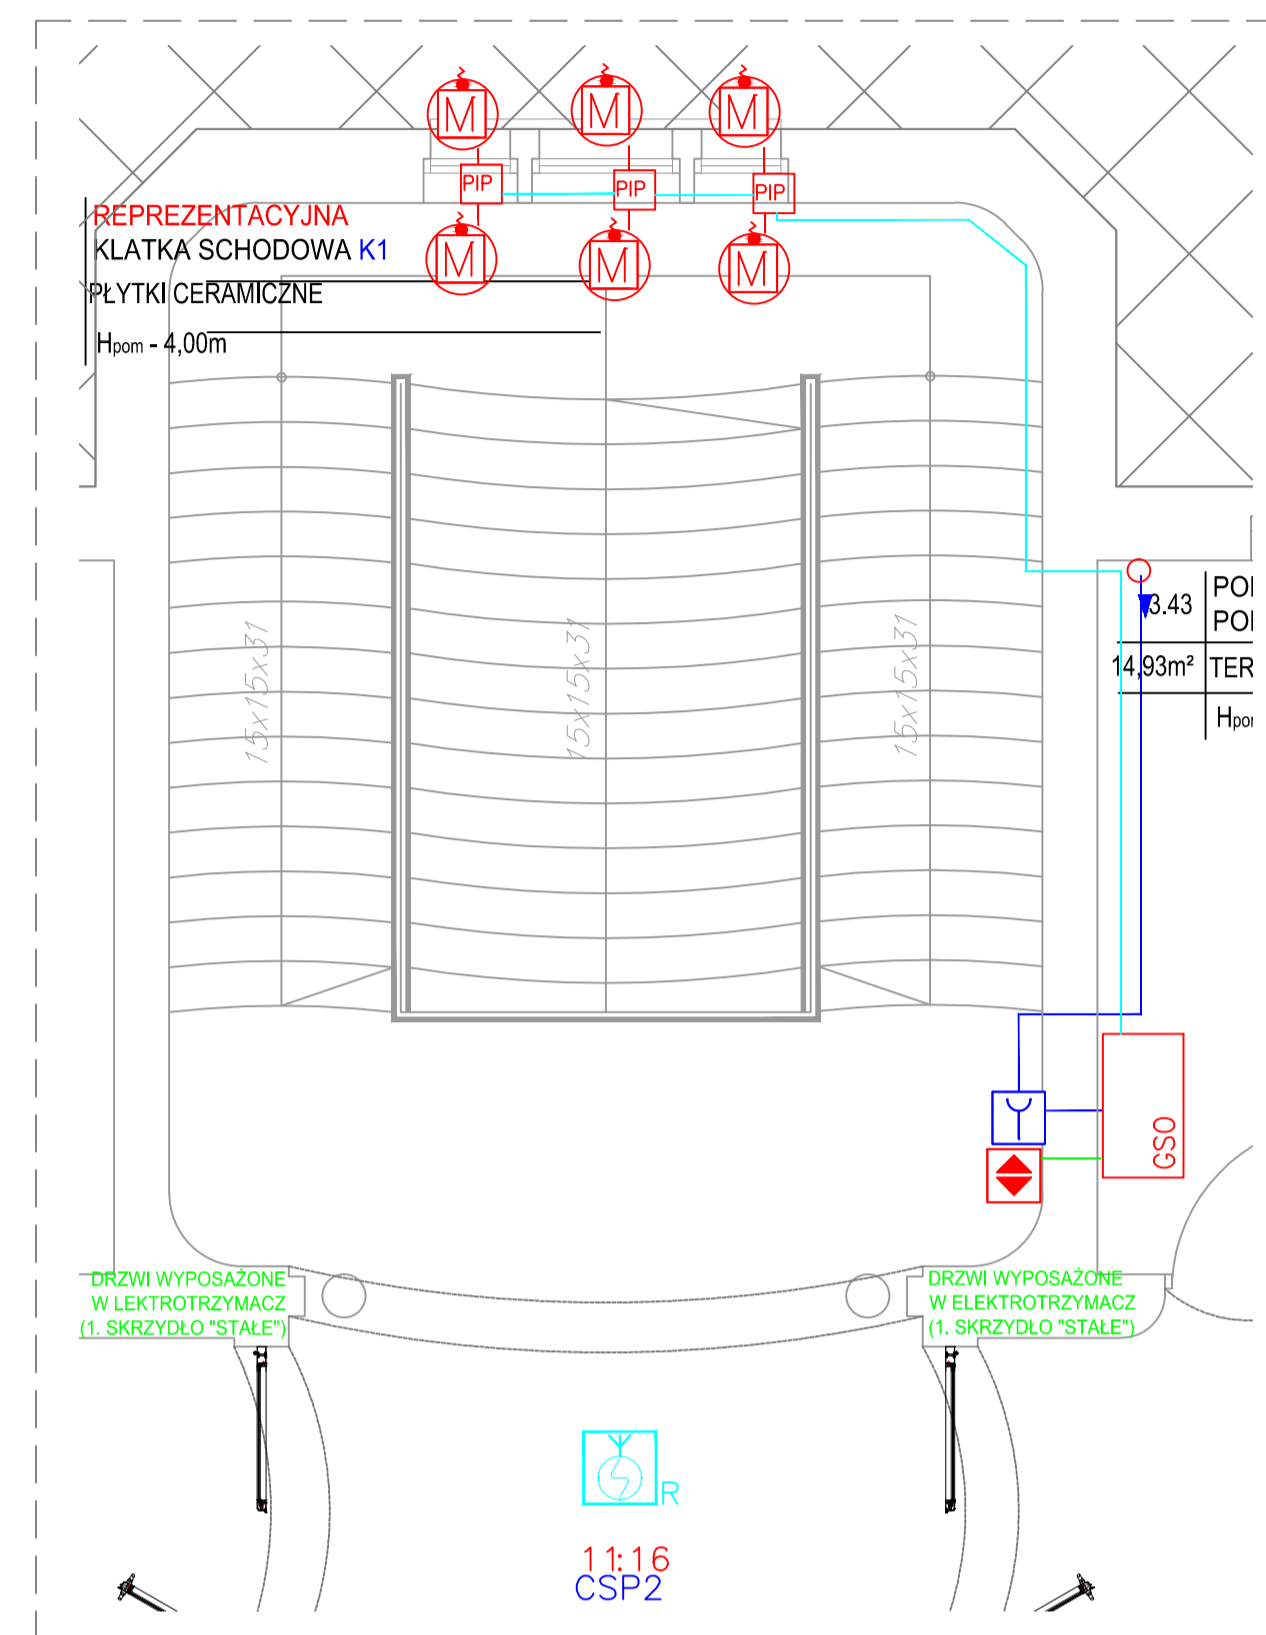 M M M
PIP PIP PIP
M M M
REPREZENTACYJNA
KLATKA SCHODOWA K1
PŁYTKI CERAMICZNE
Hpom - 4,00m
3.43
14,93m²
TER
15x15x31
15x15x31
15x15x31
GSO
DRZWI WYPOSAŻONE
W LEKTROTRZYMACZ
(1. SKRZYDŁO "STAŁE")
DRZWI WYPOSAŻONE
W ELEKTROTRZYMACZ
(1. SKRZYDŁO "STAŁE")
R
11:16
CSP2